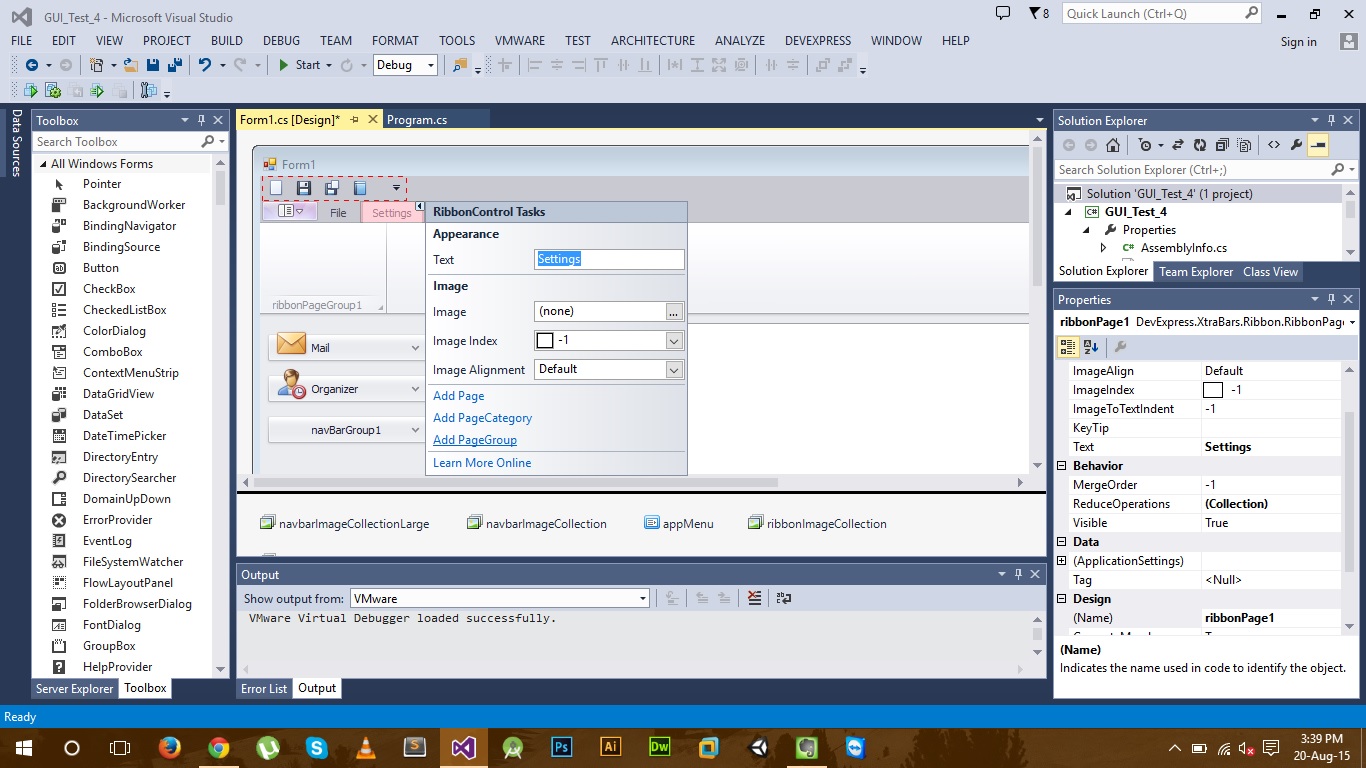 GUI_Test_4 - Microsoft Visual Studio
8
Quick Launch (Ctrl+Q)
FILE EDIT VIEW PROJECT BUILD DEBUG TEAM FORMAT TOOLS VMWARE TEST ARCHITECTURE ANALYZE DEVEXPRESS WINDOW HELP
Sign in
Start
Debug
Data Sources
Toolbox
Search Toolbox
All Windows Forms
Pointer
BackgroundWorker
BindingNavigator
BindingSource
Button
CheckBox
CheckedListBox
ColorDialog
ComboBox
ContextMenuStrip
DataGridView
DataSet
DateTimePicker
DirectoryEntry
DirectorySearcher
DomainUpDown
ErrorProvider
EventLog
FileSystemWatcher
FlowLayoutPanel
FolderBrowserDialog
FontDialog
GroupBox
HelpProvider
Server Explorer Toolbox
Form1.cs [Design]* Program.cs
Form1
File Settings
ribbonPageGroup1
Mail
Organizer
navBarGroup1
RibbonControl Tasks
Appearance
Text Settings
Image
Image (none) ...
Image Index -1
Image Alignment Default
Add Page
Add PageCategory
Add PageGroup
Learn More Online
navbarImageCollectionLarge navbarImageCollection appMenu ribbonImageCollection
Output
Show output from: VMware
VMware Virtual Debugger loaded successfully.
Error List Output
Solution Explorer
Search Solution Explorer (Ctrl+;)
Solution 'GUI_Test_4' (1 project)
C# GUI_Test_4
Properties
C# AssemblyInfo.cs
Solution Explorer Team Explorer Class View
Properties
ribbonPage1 DevExpress.XtraBars.Ribbon.RibbonPag
ImageAlign Default
ImageIndex -1
ImageToTextIndent -1
KeyTip
Text Settings
Behavior
MergeOrder -1
ReduceOperations (Collection)
Visible True
Data
(ApplicationSettings)
Tag <Null>
Design
(Name) ribbonPage1
(Name)
Indicates the name used in code to identify the object.
Ready
Ps Ai Dw
3:39 PM
20-Aug-15